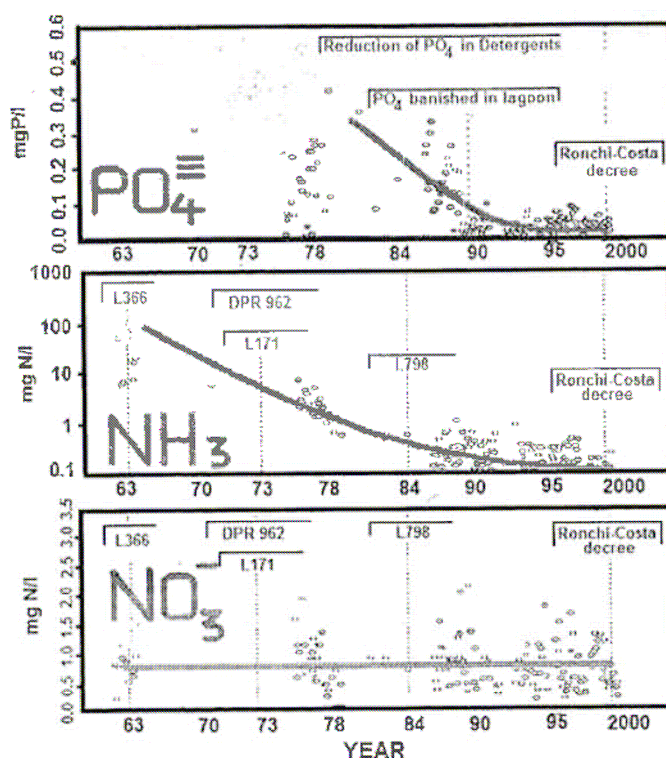 0.6
Reduction of PO4 in Detergents
0.5
0.4
PO4 banished in lagoon
mgP/l
0.3
PO4≡
Ronchi-Costa
decree
0.2
0.1
0.0
63 70 73 78 84 90 95 2000
1000
L366
DPR 962
100
L171
L798
mg N/l
10
Ronchi-Costa
decree
1
NH3
0.1
63 70 73 78 84 90 95 2000
3.5
L366
DPR 962
L798
Ronchi-Costa
decree
3.0
L171
2.5
NO3-
2.0
mg N/l
1.5
1.0
0.5
0.0
63 70 73 78 84 90 95 2000
YEAR